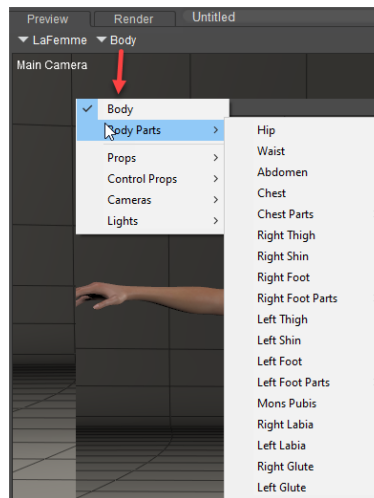 Preview Render Untitled
LaFemme Body
Main Camera
Body
Body Parts
Props
Control Props
Cameras
Lights
Hip
Waist
Abdomen
Chest
Chest Parts
Right Thigh
Right Shin
Right Foot
Right Foot Parts
Left Thigh
Left Shin
Left Foot
Left Foot Parts
Mons Pubis
Right Labia
Left Labia
Right Glute
Left Glute